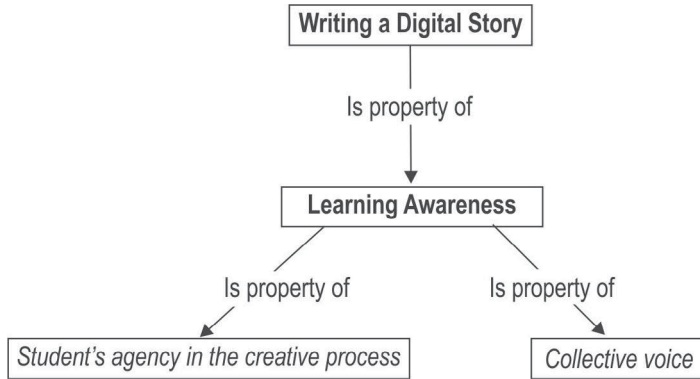 Writing a Digital Story
Is property of
Learning Awareness
Is property of
Is property of
Student's agency in the creative process
Collective voice